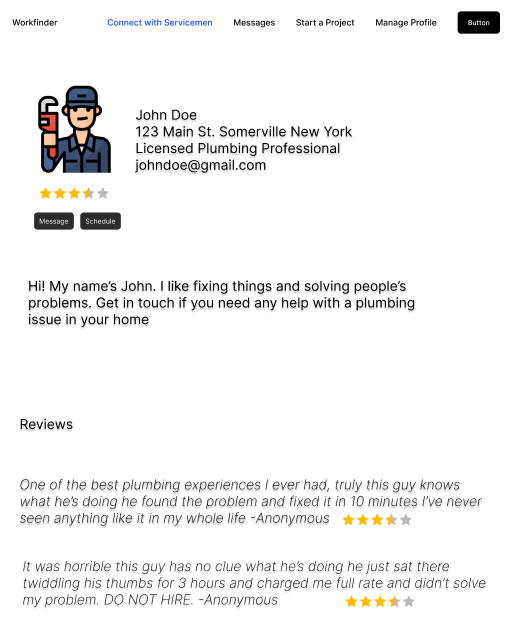 Workfinder
Connect with Servicemen
Messages
Start a Project
Manage Profile
Button
John Doe
123 Main St. Somerville New York
Licensed Plumbing Professional
johndoe@gmail.com
Message
Schedule
Hi! My name’s John. I like fixing things and solving people’s
problems. Get in touch if you need any help with a plumbing
issue in your home
Reviews
One of the best plumbing experiences I ever had, truly this guy knows
what he’s doing he found the problem and fixed it in 10 minutes I’ve never
seen anything like it in my whole life -Anonymous
It was horrible this guy has no clue what he’s doing he just sat there
twiddling his thumbs for 3 hours and charged me full rate and didn’t solve
my problem. DO NOT HIRE. -Anonymous